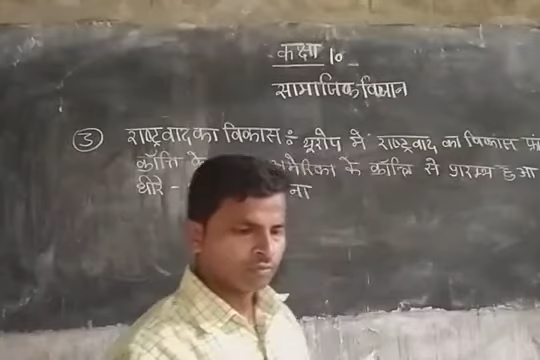 कक्षा 10
सामाजिक विज्ञान
3 राष्ट्रवाद का विकास : यूरोप में राष्ट्रवाद का विकास
क्रांति के अमेरिका के क्रांति से प्रारम्भ हुआ
धीरे - ना